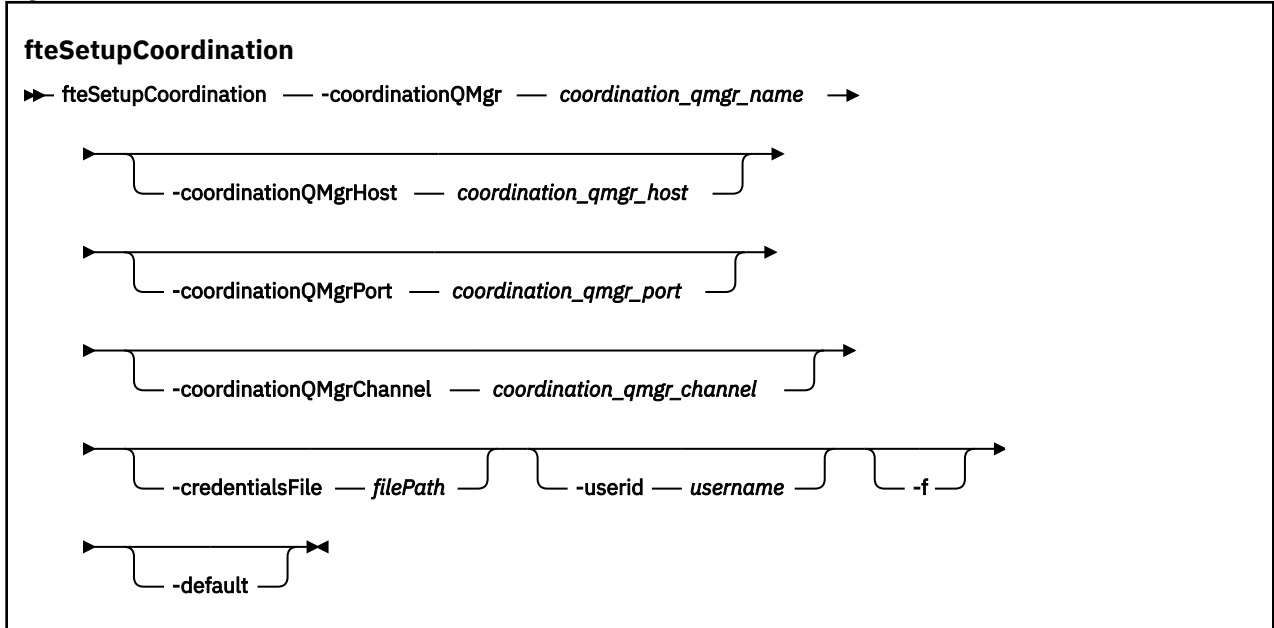 fteSetupCoordination
fteSetupCoordination -coordinationQMgr coordination_qmgr_name
-coordinationQMgrHost coordination_qmgr_host
-coordinationQMgrPort coordination_qmgr_port
-coordinationQMgrChannel coordination_qmgr_channel
-credentialsFile filePath -userid username -f
-default